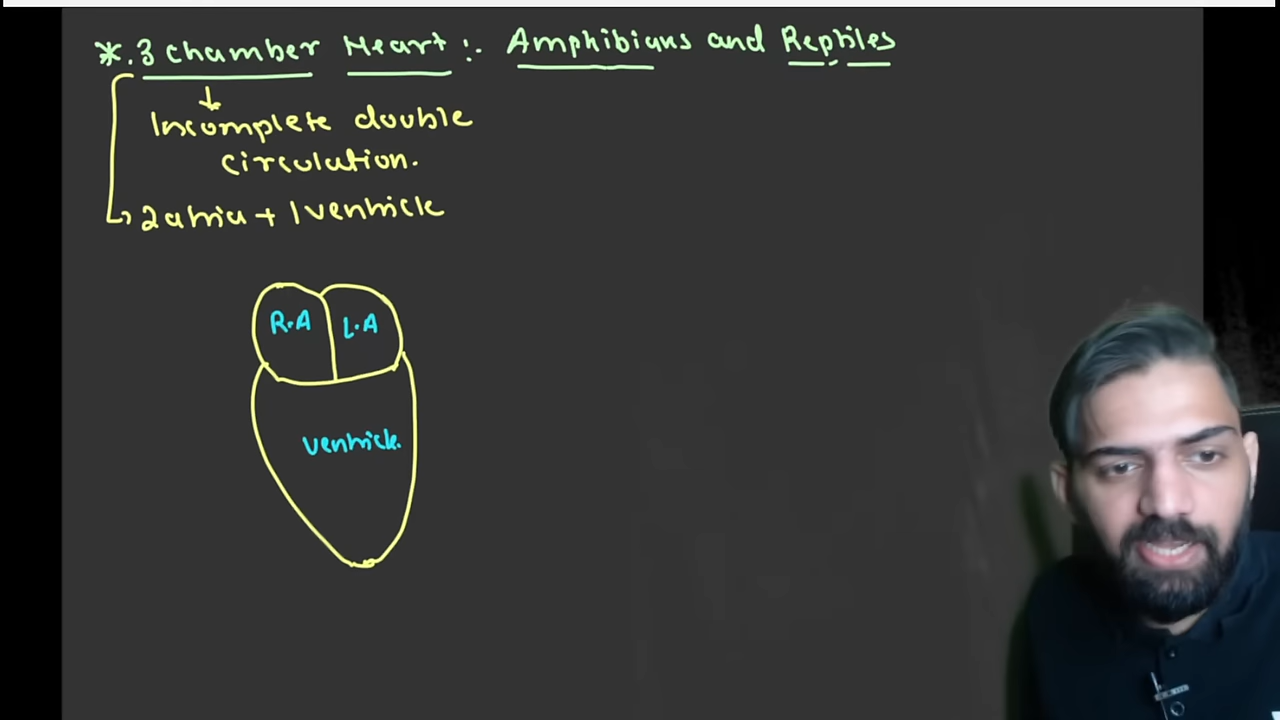 *. 3 chamber Heart :- Amphibians and Reptiles
Incomplete double
circulation.
2 atria + 1 ventricle
R.A L.A
ventricle.